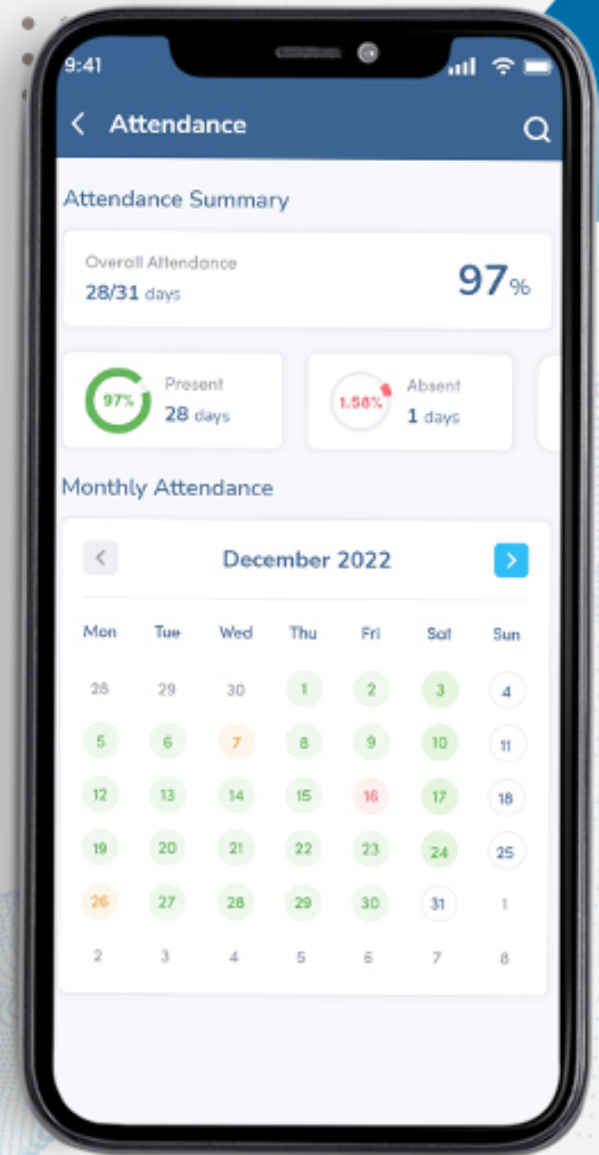 9:41
Attendance
Attendance Summary
Overall Attendance
28/31 days
97%
97%
Present
28 days
1.58%
Absent
1 days
Monthly Attendance
December 2022
Mon Tue Wed Thu Fri Sat Sun
28 29 30 1 2 3 4
5 6 7 8 9 10 11
12 13 14 15 16 17 18
19 20 21 22 23 24 25
26 27 28 29 30 31 1
2 3 4 5 6 7 8